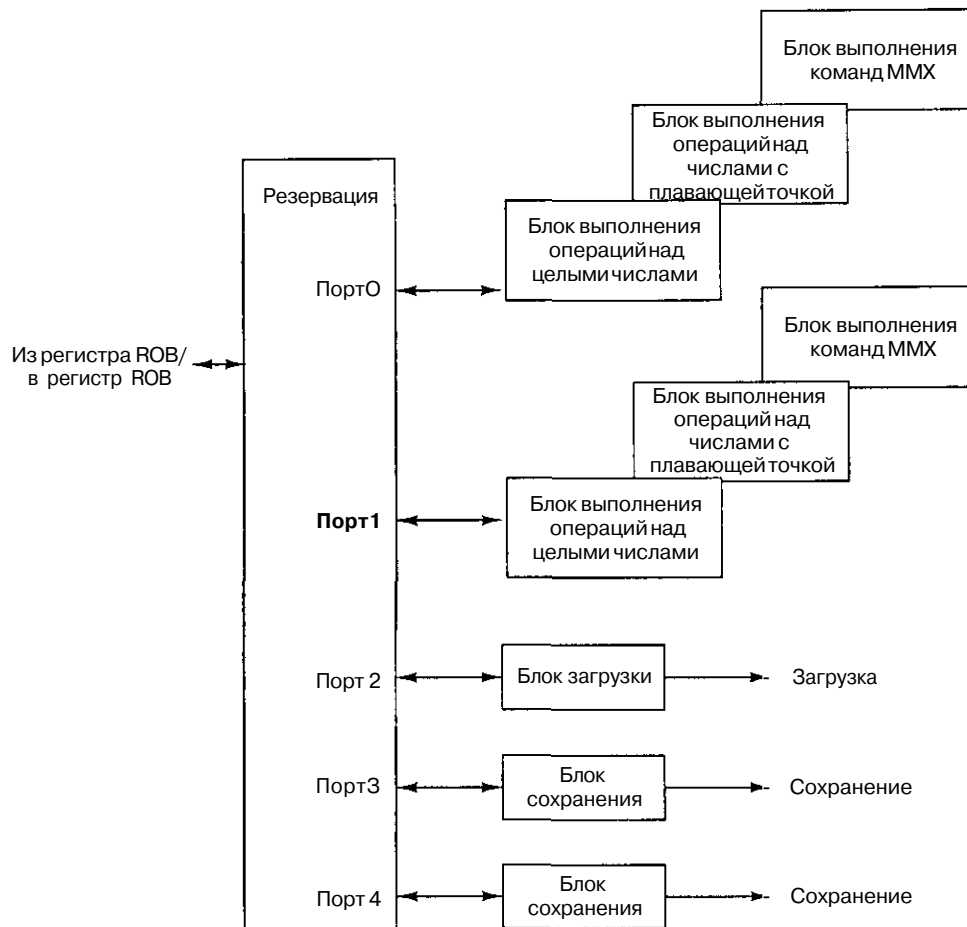 Блок выполнения
команд MMX
Блок выполнения
операций над
числами с
плавающей точкой
Резервация
Блок выполнения
операций над
целыми числами
Порт0
Блок выполнения
команд MMX
Из регистра ROB/
в регистр ROB
Блок выполнения
операций над
числами с
плавающей точкой
Порт1
Блок выполнения
операций над
целыми числами
Порт 2
Блок загрузки
Загрузка
Порт3
Блок
сохранения
Сохранение
Порт 4
Блок
сохранения
Сохранение